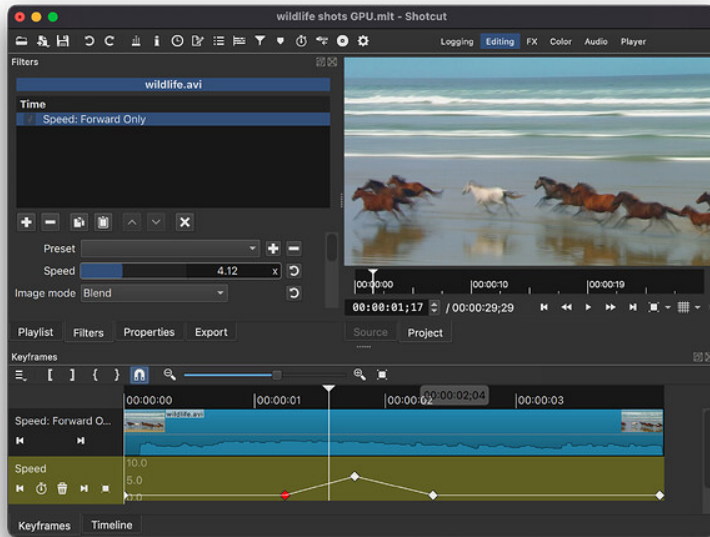 wildlife shots GPU.mlt - Shotcut
Logging Editing FX Color Audio Player
Filters
wildlife.avi
Time
Speed: Forward Only
Preset
Speed 4.12 x
Image mode Blend
00:00:00 00:00:10 00:00:19
00:00:01;17 / 00:00:29;29
Playlist Filters Properties Export
Source Project
Keyframes
00:00:00 00:00:01 00:00:02 00:00:02;04 00:00:03
Speed: Forward O...
wildlife.avi
Speed
10.0
5.0
0.0
Keyframes Timeline